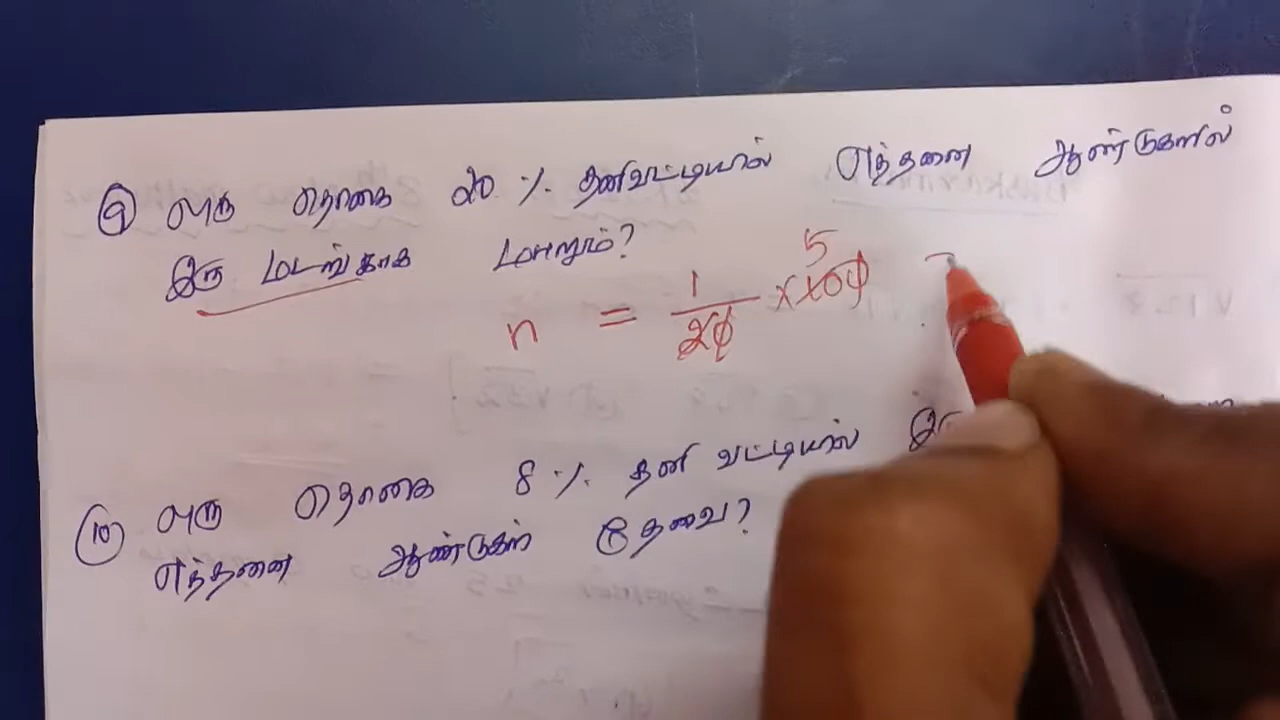 9 ஒரு தொகை 20 % தனிவட்டியில் எத்தனை ஆண்டுகளில்
இரு மடங்காக மாறும்?
n = 1/20 × 100 5
10 ஒரு தொகை 8 % தனி வட்டியில்
எத்தனை ஆண்டுகள் தேவை?